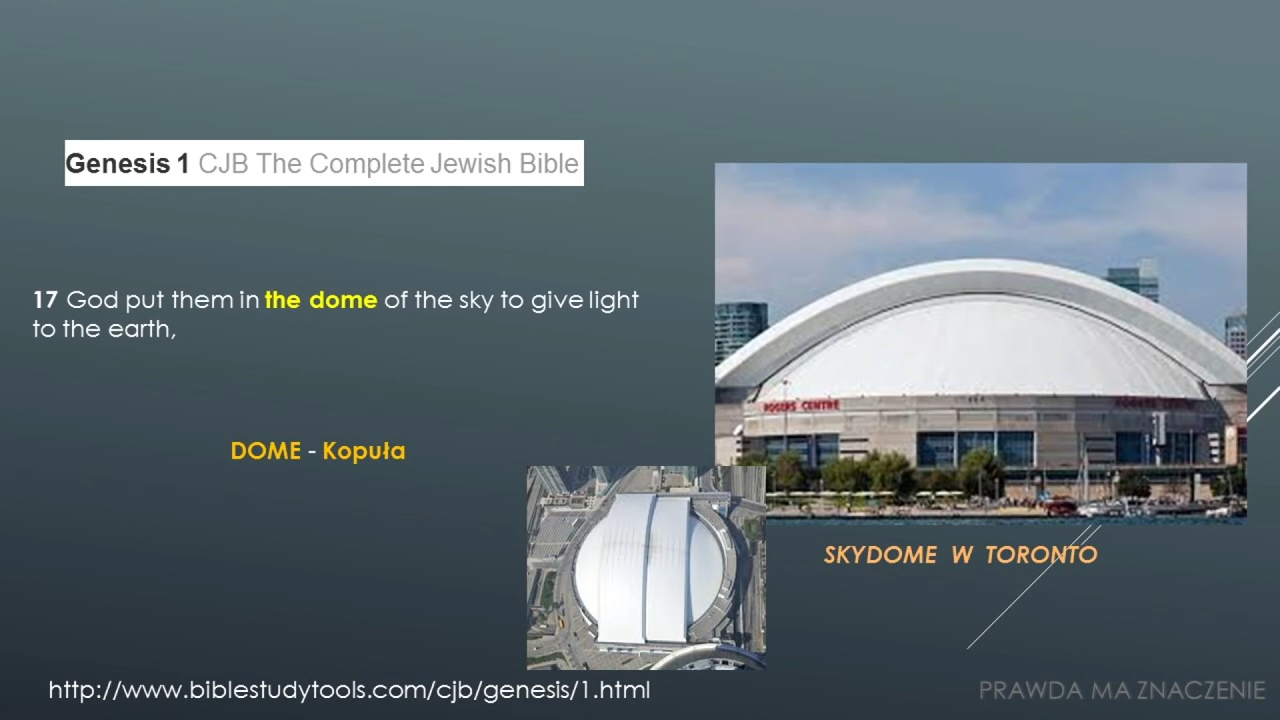 Genesis 1 CJB The Complete Jewish Bible
17 God put them in the dome of the sky to give light
to the earth,
DOME - Kopuła
ROGERS CENTRE
SKYDOME W TORONTO
http://www.biblestudytools.com/cjb/genesis/1.html
PRAWDA MA ZNACZENIE